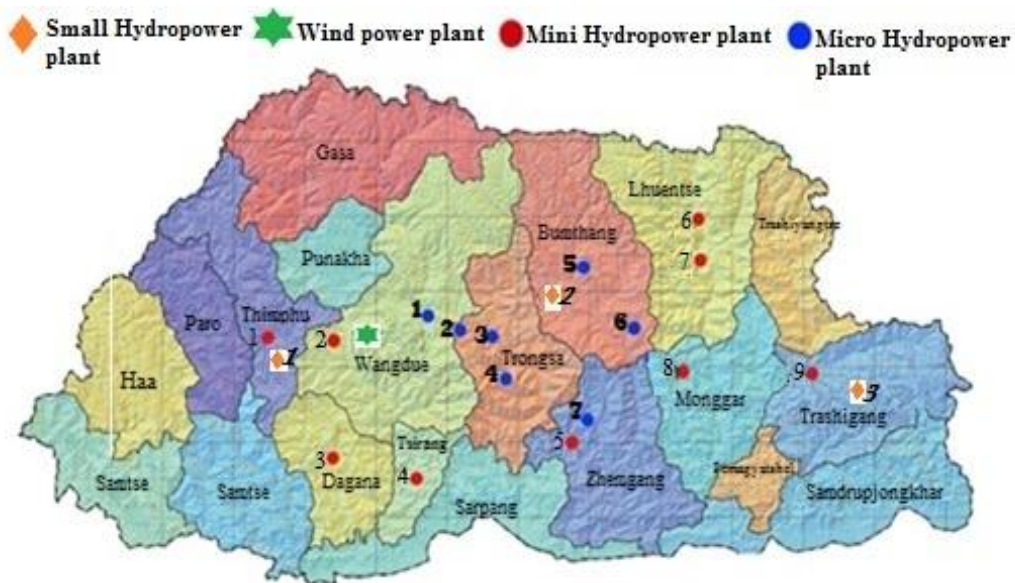 Small Hydropower
plant
Wind power plant
Mini Hydropower plant
Micro Hydropower
plant
Gasa
Lhuentse
6
Bumthang
Punakha
5
7
2
Thimphu
1
Paro
1
2
2
3
6
Trongsa
1
Wangdue
Haa
4
8
9
3
Monggar
Trashigang
7
Tsirang
5
3
4
Dagana
Zhemgang
Samtse
Samtse
Sarpang
Samdrupjongkhar